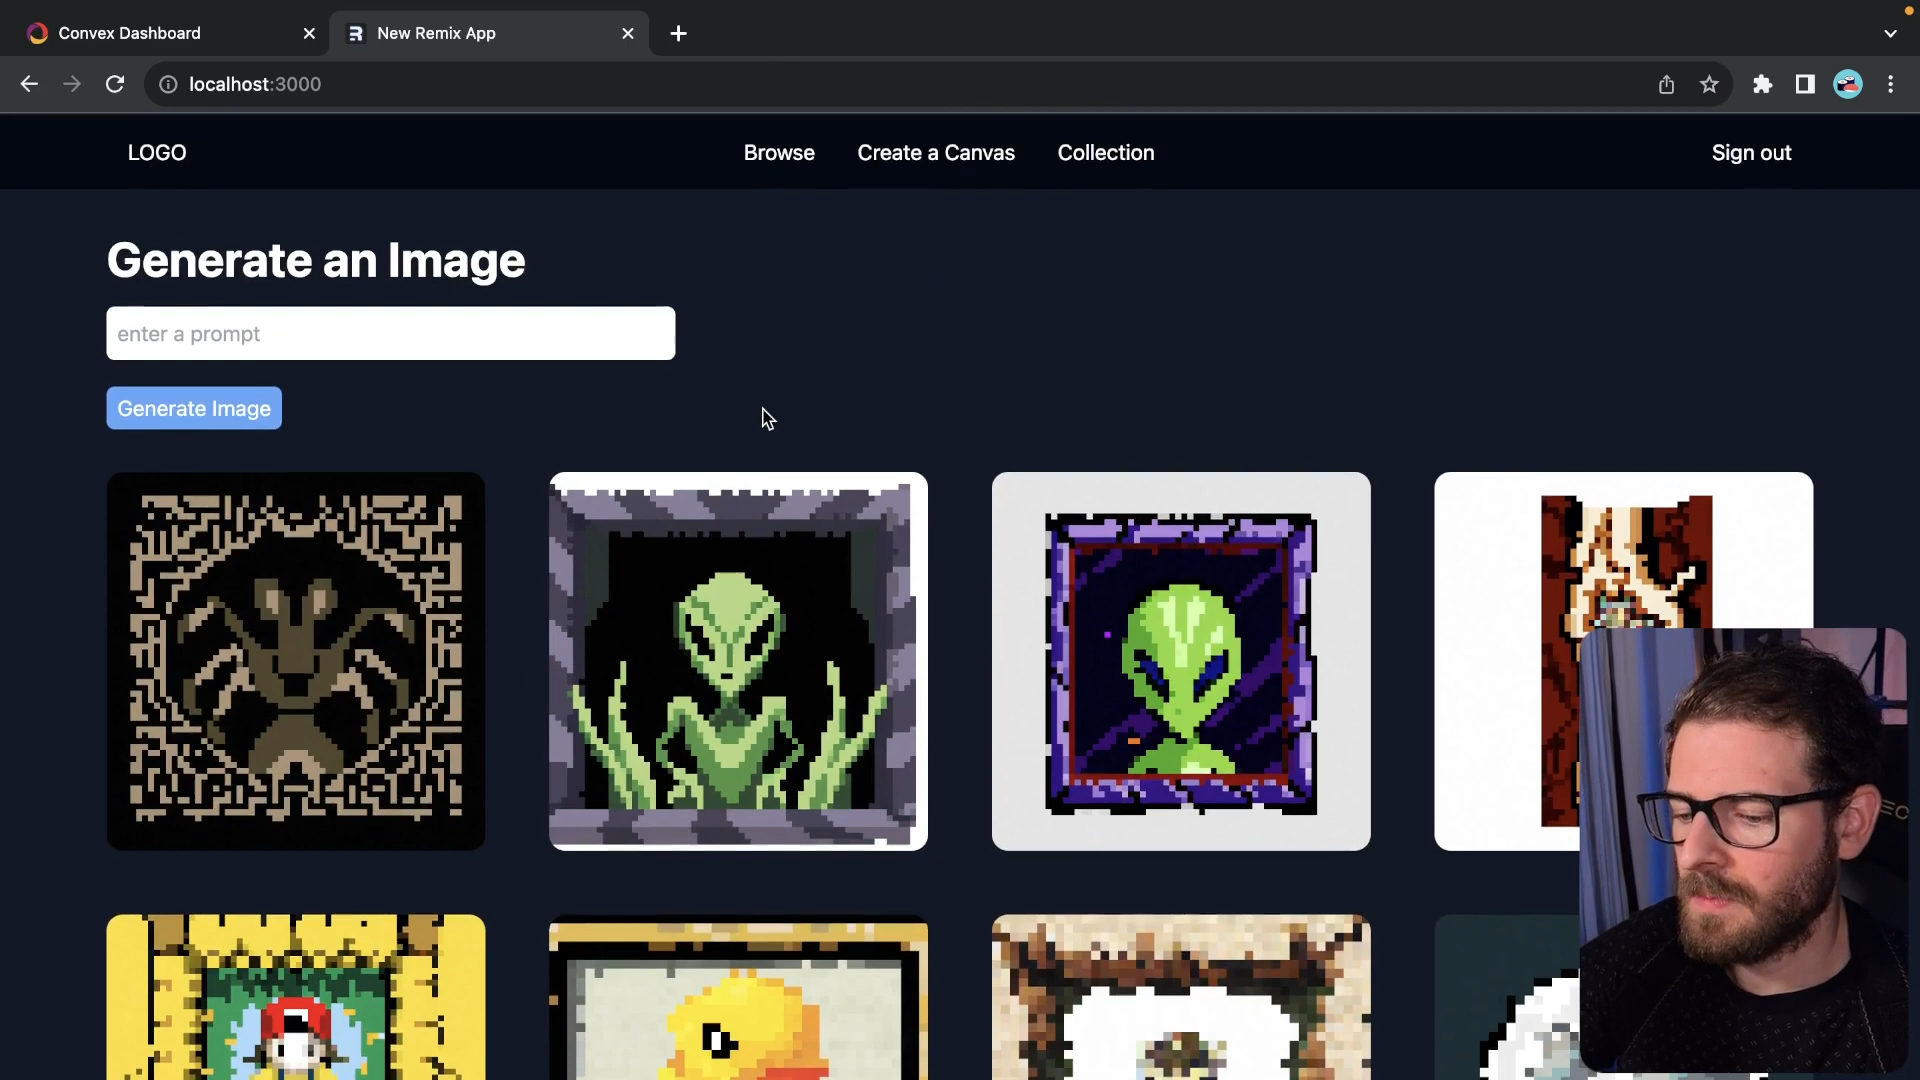 Convex Dashboard
New Remix App
localhost:3000
LOGO
Browse
Create a Canvas
Collection
Sign out
Generate an Image
enter a prompt
Generate Image